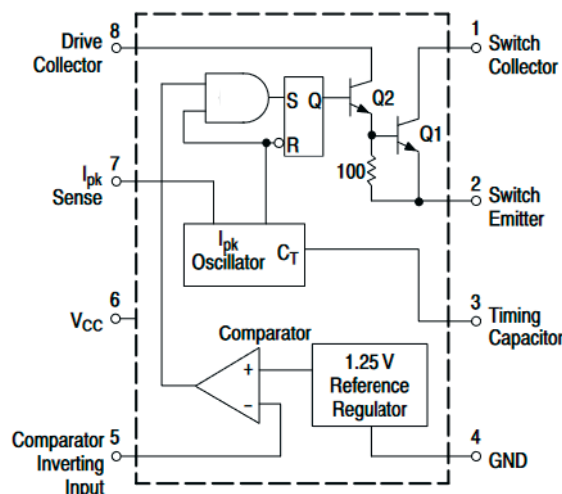 8
Drive
Collector
1
Switch
Collector
S
Q
R
Q2
Q1
100
7
Ipk
Sense
2
Switch
Emitter
Ipk
Oscillator
CT
6
VCC
3
Timing
Capacitor
Comparator
+
−
1.25 V
Reference
Regulator
5
Comparator
Inverting
Input
4
GND